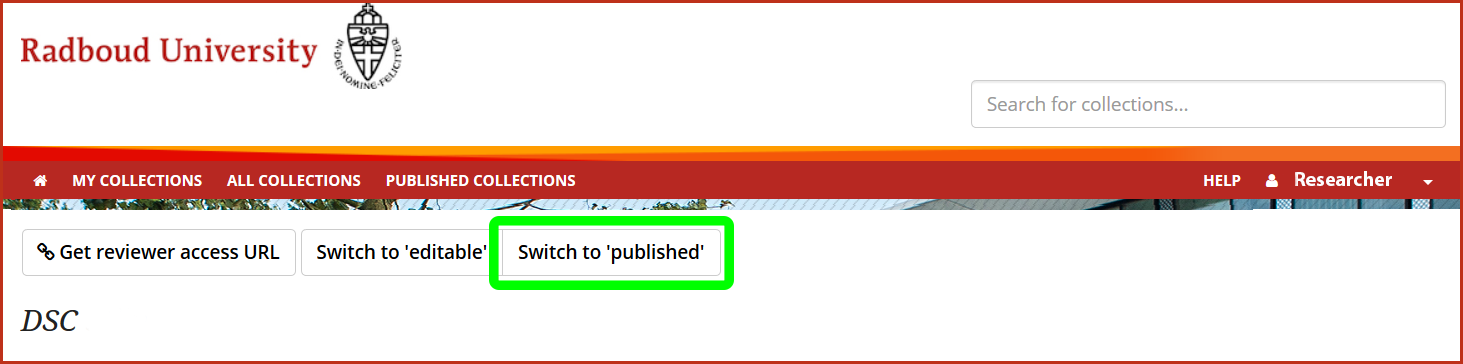 Radboud University
IN·DEI·NOMINE·FELICITER
Search for collections...
MY COLLECTIONS ALL COLLECTIONS PUBLISHED COLLECTIONS HELP Researcher
Get reviewer access URL Switch to 'editable' Switch to 'published'
DSC